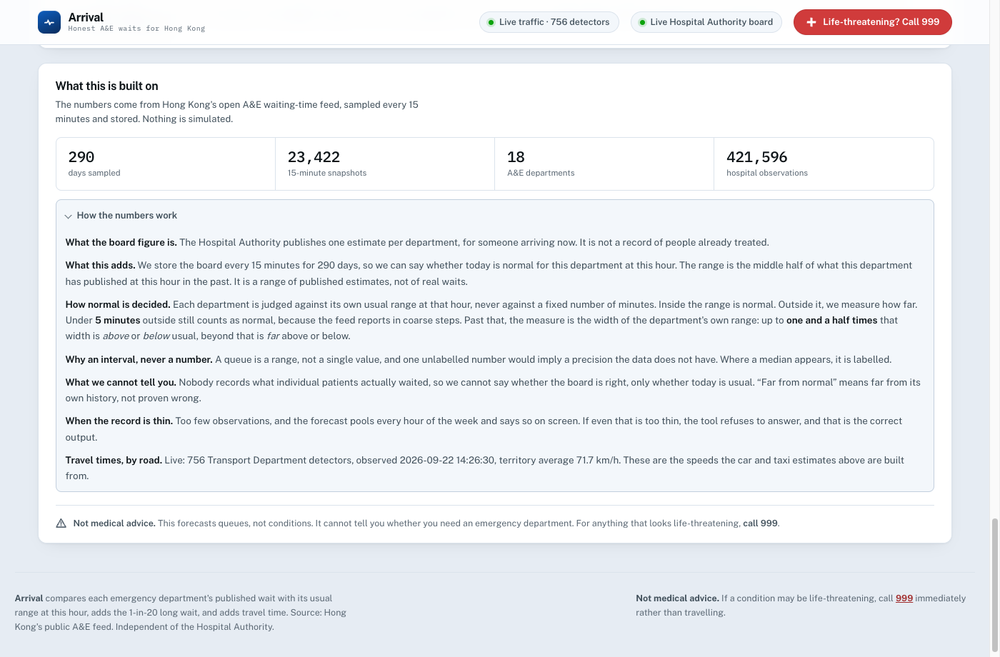 Arrival
Honest A&E waits for Hong Kong
Live traffic · 756 detectors
Live Hospital Authority board
Life-threatening? Call 999
What this is built on
The numbers come from Hong Kong's open A&E waiting-time feed, sampled every 15
minutes and stored. Nothing is simulated.
290
days sampled
23,422
15-minute snapshots
18
A&E departments
421,596
hospital observations
How the numbers work
What the board figure is. The Hospital Authority publishes one estimate per department, for someone arriving now. It is not a record of people already treated.
What this adds. We store the board every 15 minutes for 290 days, so we can say whether today is normal for this department at this hour. The range is the middle half of what this department
has published at this hour in the past. It is a range of published estimates, not of real waits.
How normal is decided. Each department is judged against its own usual range at that hour, never against a fixed number of minutes. Inside the range is normal. Outside it, we measure how far.
Under 5 minutes outside still counts as normal, because the feed reports in coarse steps. Past that, the measure is the width of the department's own range: up to one and a half times that
width is above or below usual, beyond that is far above or below.
Why an interval, never a number. A queue is a range, not a single value, and one unlabelled number would imply a precision the data does not have. Where a median appears, it is labelled.
What we cannot tell you. Nobody records what individual patients actually waited, so we cannot say whether the board is right, only whether today is usual. “Far from normal” means far from its
own history, not proven wrong.
When the record is thin. Too few observations, and the forecast pools every hour of the week and says so on screen. If even that is too thin, the tool refuses to answer, and that is the correct
output.
Travel times, by road. Live: 756 Transport Department detectors, observed 2026-09-22 14:26:30, territory average 71.7 km/h. These are the speeds the car and taxi estimates above are built
from.
Not medical advice. This forecasts queues, not conditions. It cannot tell you whether you need an emergency department. For anything that looks life-threatening, call 999.
Arrival compares each emergency department's published wait with its usual
range at this hour, adds the 1-in-20 long wait, and adds travel time. Source: Hong
Kong's public A&E feed. Independent of the Hospital Authority.
Not medical advice. If a condition may be life-threatening, call 999 immediately
rather than travelling.